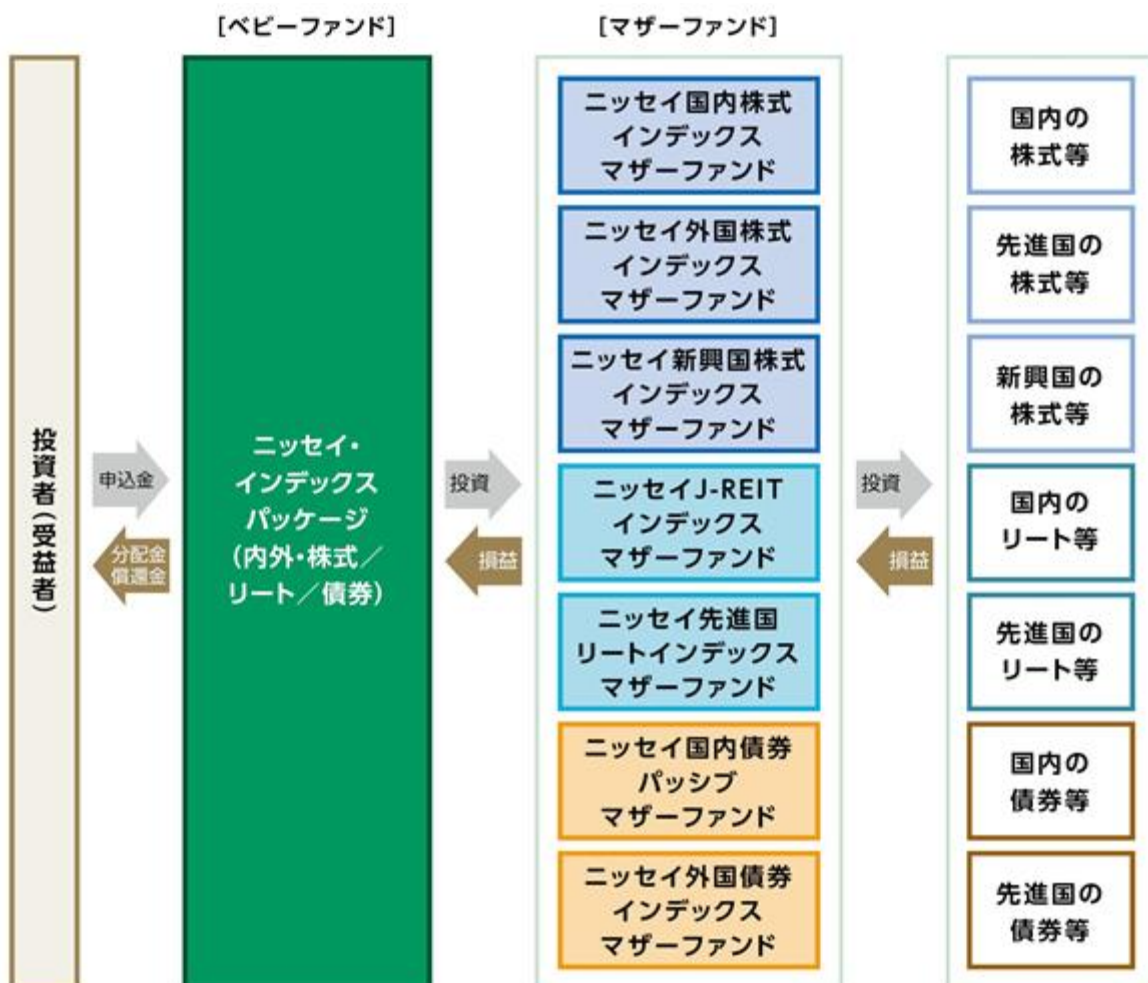 [ベビーファンド]
[マザーファンド]
投資者(受益者)
申込金
分配金
償還金
ニッセイ・
インデックス
パッケージ
(内外・株式/
リート/債券)
投資
損益
ニッセイ国内株式
インデックス
マザーファンド
ニッセイ外国株式
インデックス
マザーファンド
ニッセイ新興国株式
インデックス
マザーファンド
ニッセイJ-REIT
インデックス
マザーファンド
ニッセイ先進国
リートインデックス
マザーファンド
ニッセイ国内債券
パッシブ
マザーファンド
ニッセイ外国債券
インデックス
マザーファンド
投資
損益
国内の
株式等
先進国の
株式等
新興国の
株式等
国内の
リート等
先進国の
リート等
国内の
債券等
先進国の
債券等